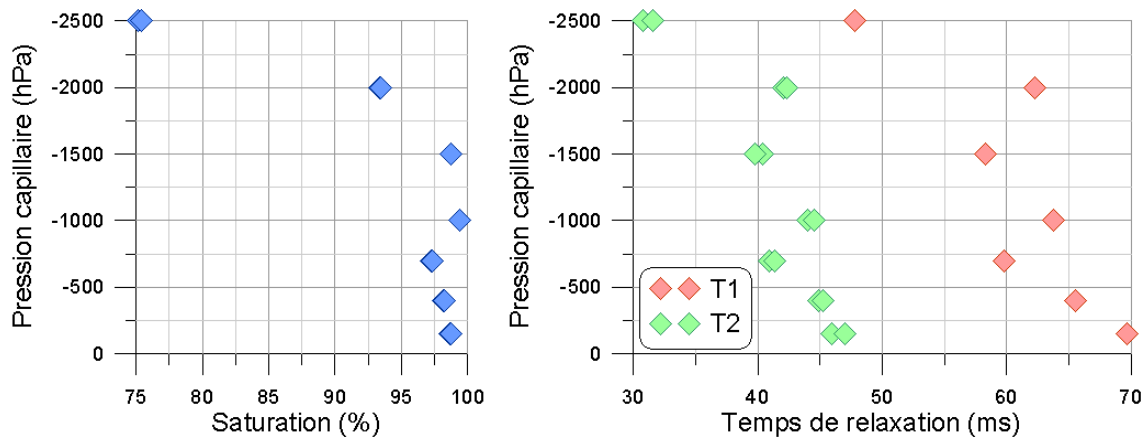 Pression capillaire (hPa)
-2500
-2000
-1500
-1000
-500
0
75 80 85 90 95 100
Saturation (%)
Pression capillaire (hPa)
-2500
-2000
-1500
-1000
-500
0
T1
T2
30 40 50 60 70
Temps de relaxation (ms)